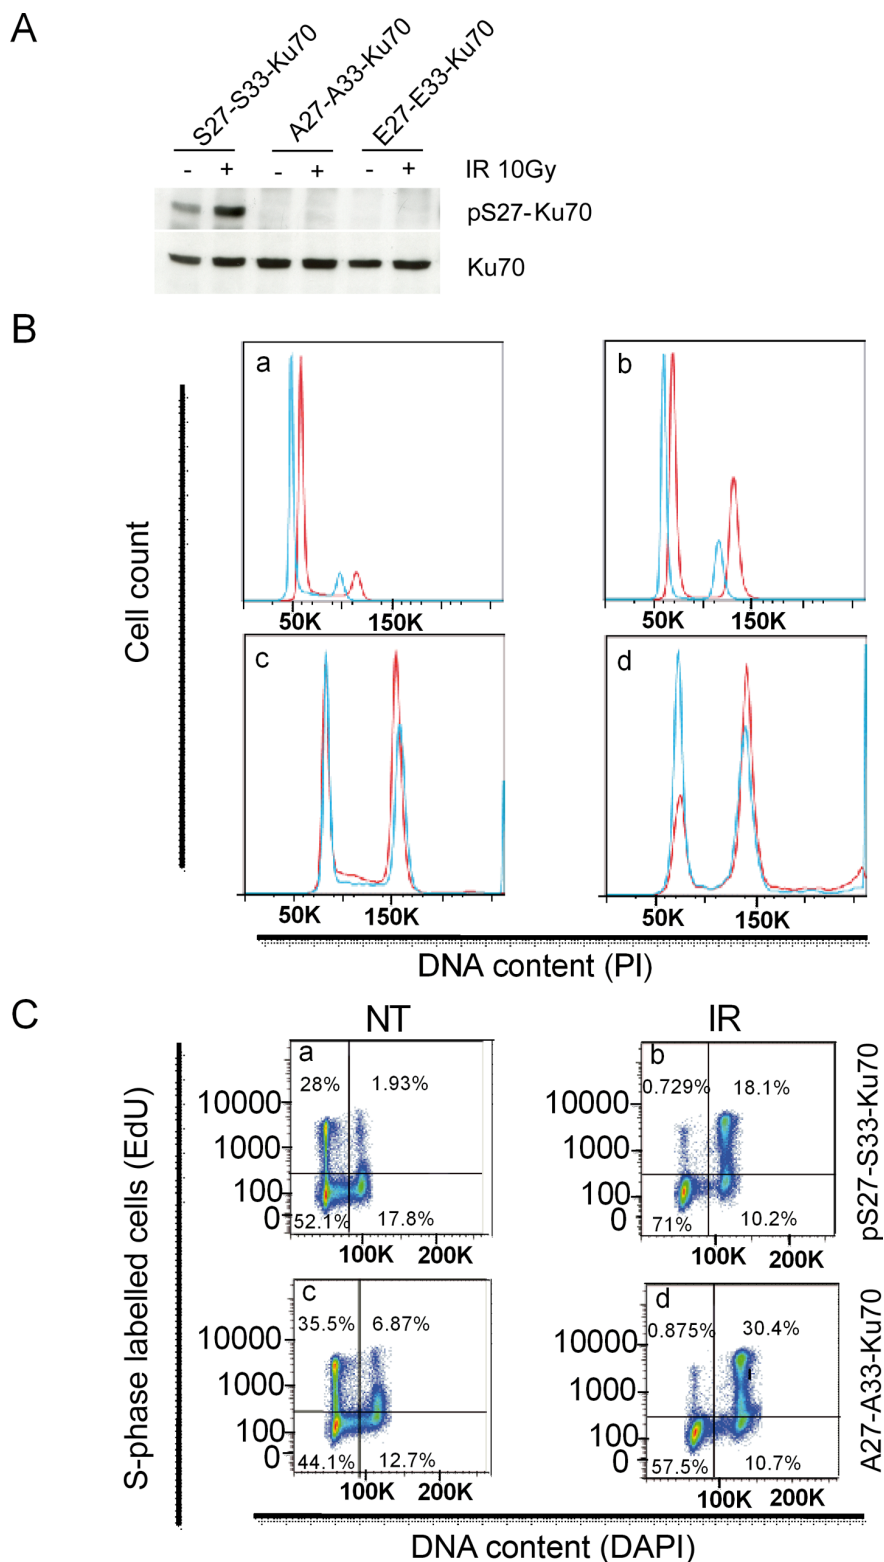 A
S27-S33-Ku70
A27-A33-Ku70
E27-E33-Ku70
- + - + - + IR 10Gy
pS27-Ku70
Ku70
B
Cell count
a
50K 150K
b
50K 150K
c
50K 150K
d
50K 150K
DNA content (PI)
C
NT IR
S-phase labelled cells (EdU)
a
28% 1.93%
10000
1000
100
0
52.1% 17.8%
100K 200K
b
0.729% 18.1%
10000
1000
100
0
71% 10.2%
100K 200K
pS27-S33-Ku70
c
35.5% 6.87%
10000
1000
100
0
44.1% 12.7%
100K 200K
d
0.875% 30.4%
10000
1000
100
0
57.5% 10.7%
100K 200K
A27-A33-Ku70
DNA content (DAPI)